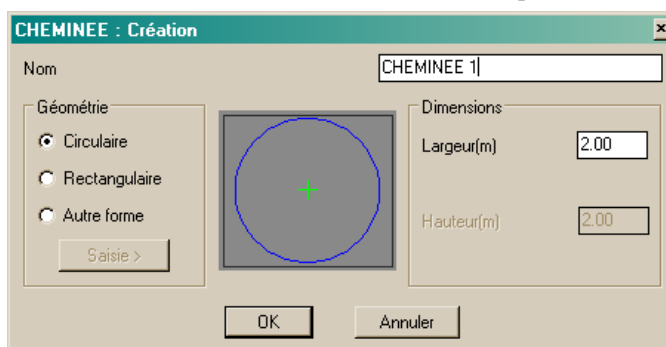 CHEMINEE : Création
Nom
CHEMINEE 1
Géométrie
Circulaire
Rectangulaire
Autre forme
Saisie >
Dimensions
Largeur(m)
2.00
Hauteur(m)
2.00
OK
Annuler